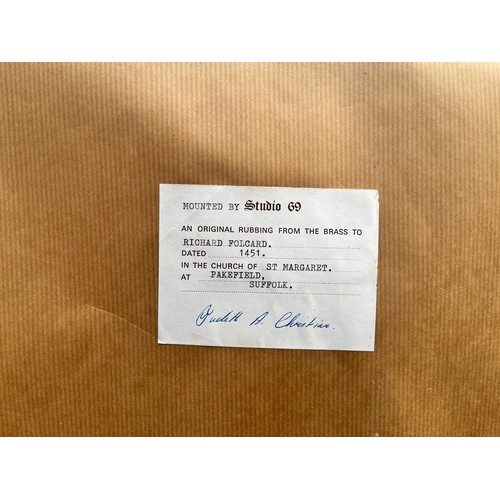 MOUNTED BY Studio 69
AN ORIGINAL RUBBING FROM THE BRASS TO
RICHARD FOLCARD.
DATED 1451.
IN THE CHURCH OF ST MARGARET.
AT PAKEFIELD,
SUFFOLK.
A. Christian.